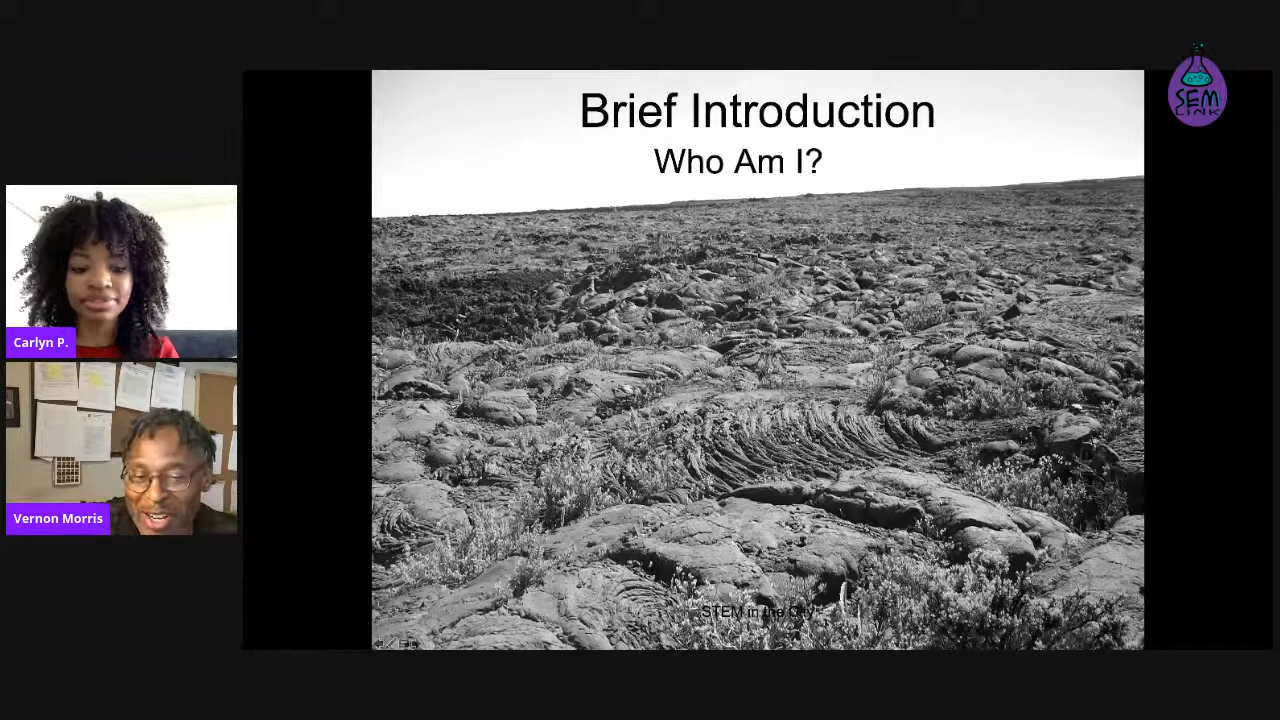 Brief Introduction
Who Am I?
SEM
LINK
Carlyn P.
Vernon Morris
STEM in the City